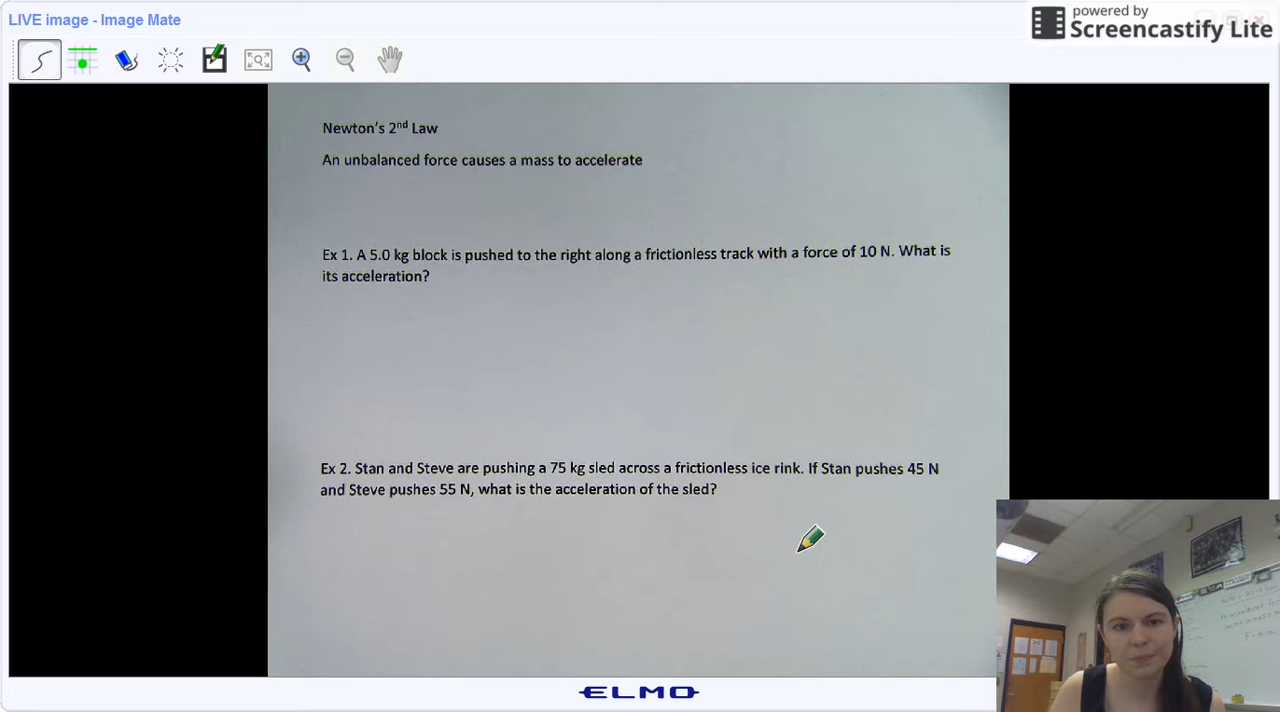 LIVE image - Image Mate
powered by
Screencastify Lite
Newton's 2nd Law
An unbalanced force causes a mass to accelerate
Ex 1. A 5.0 kg block is pushed to the right along a frictionless track with a force of 10 N. What is
its acceleration?
Ex 2. Stan and Steve are pushing a 75 kg sled across a frictionless ice rink. If Stan pushes 45 N
and Steve pushes 55 N, what is the acceleration of the sled?
ELMO